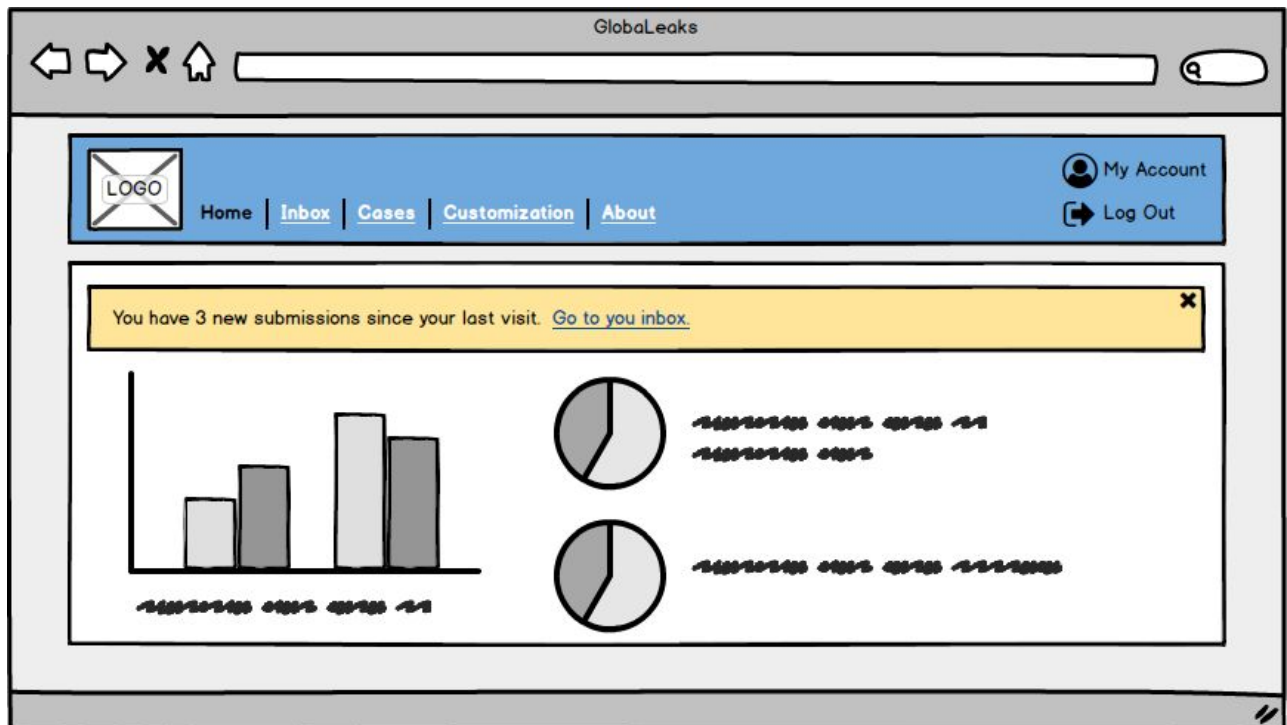 GlobaLeaks
LOGO
My Account
Home Inbox Cases Customization About
Log Out
You have 3 new submissions since your last visit. Go to you inbox.